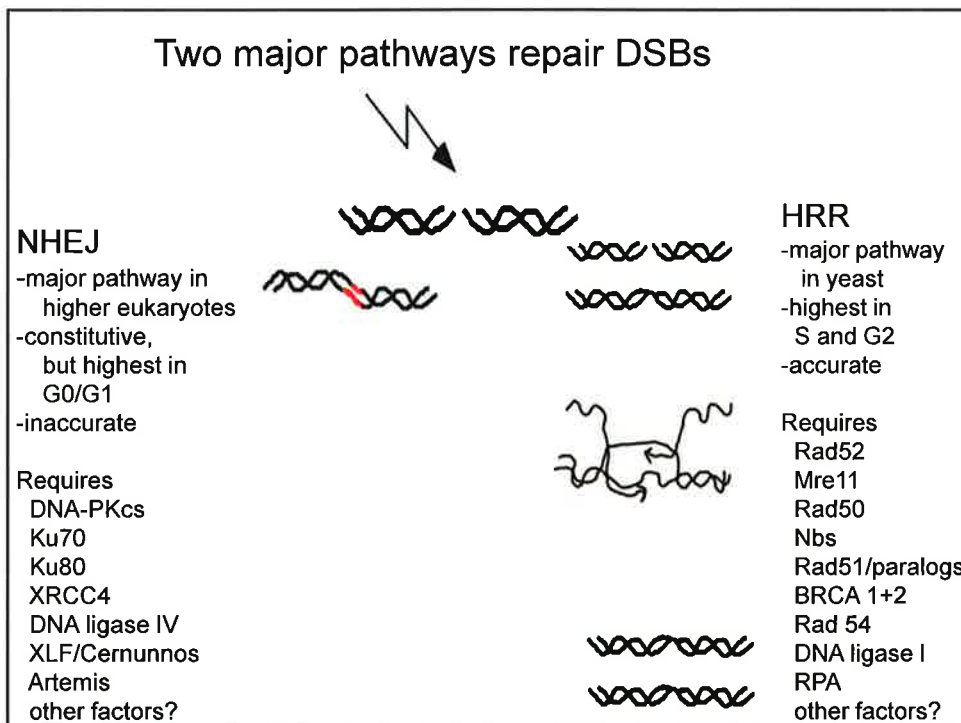 Two major pathways repair DSBs
NHEJ
-major pathway in
higher eukaryotes
-constitutive,
but highest in
G0/G1
-inaccurate
Requires
DNA-PKcs
Ku70
Ku80
XRCC4
DNA ligase IV
XLF/Cernunnos
Artemis
other factors?
HRR
-major pathway
in yeast
-highest in
S and G2
-accurate
Requires
Rad52
Mre11
Rad50
Nbs
Rad51/paralogs
BRCA 1+2
Rad 54
DNA ligase I
RPA
other factors?